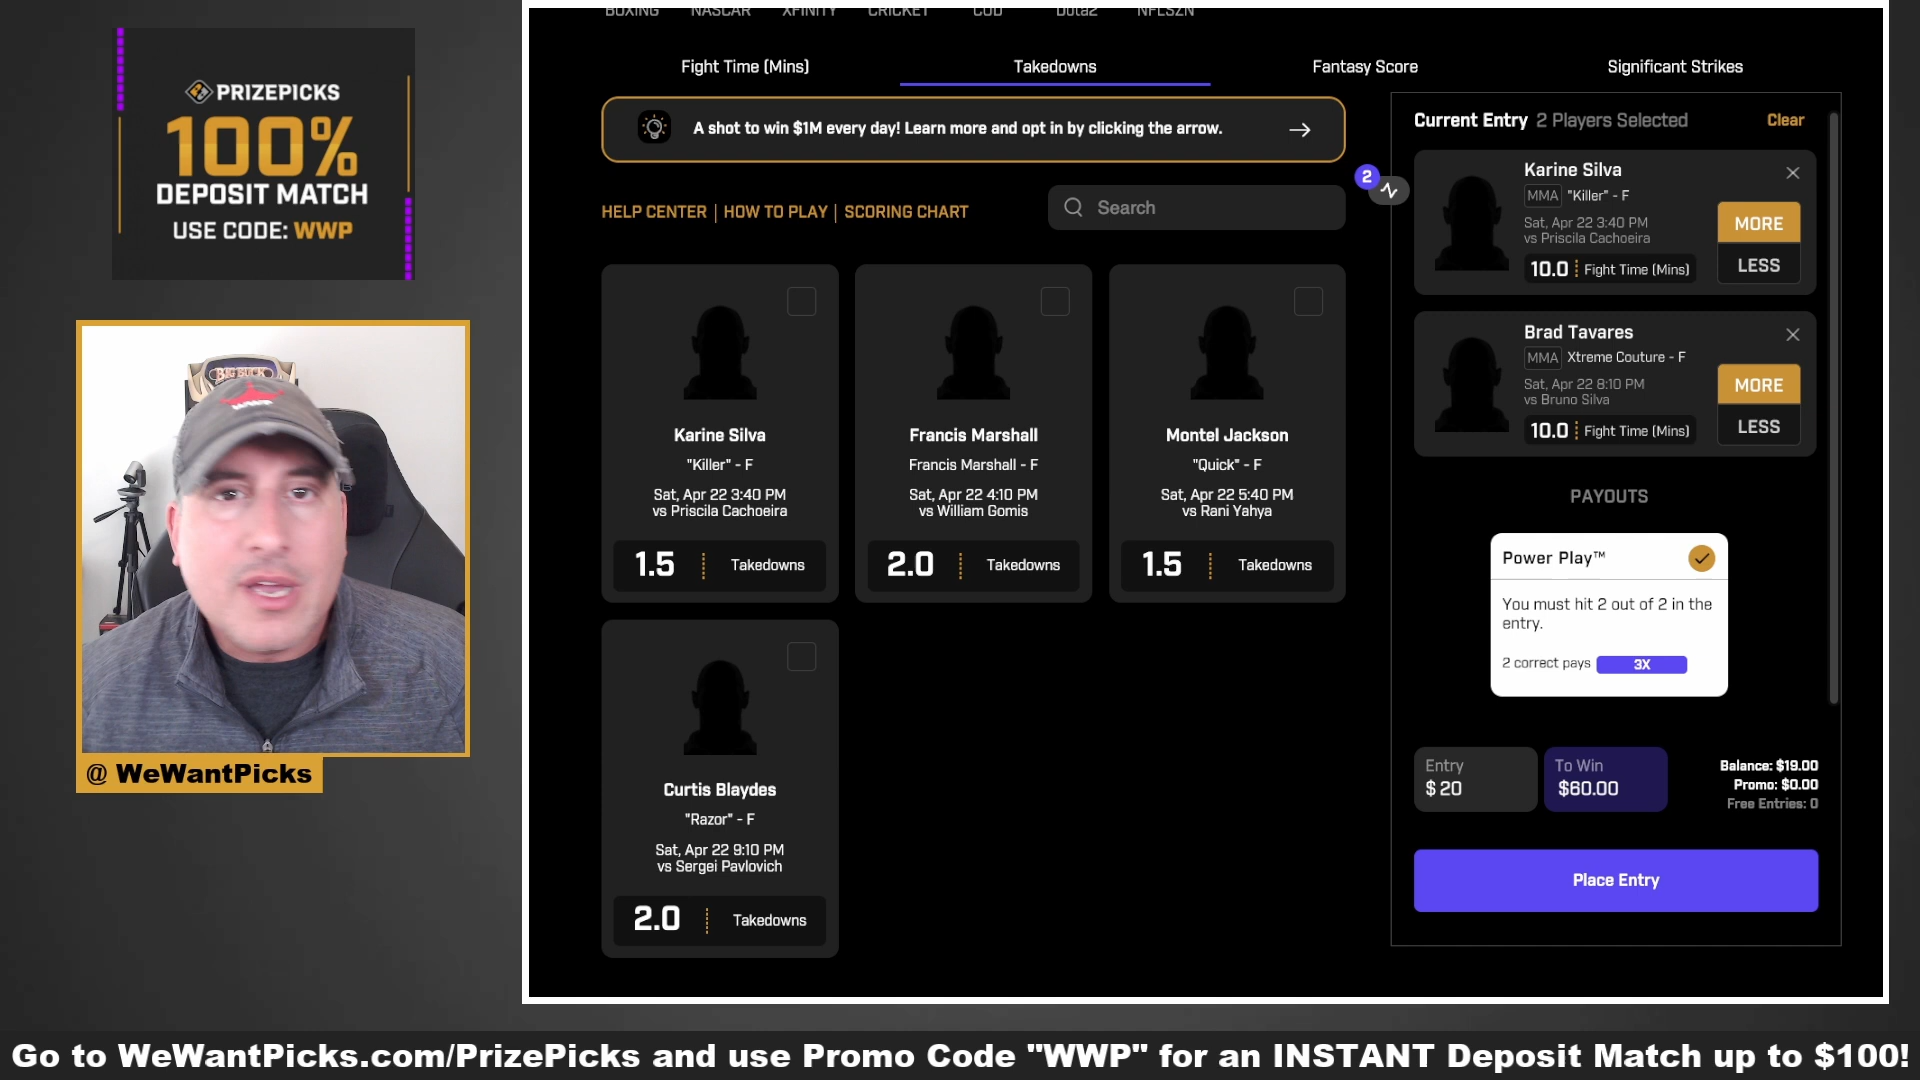 PRIZEPICKS
100%
DEPOSIT MATCH
USE CODE: WWP
BIG BUCK
@ WeWantPicks
BOXING NASCAR XFINITY CRICKET COD Dota2 NFLSZN
Fight Time (Mins) Takedowns Fantasy Score Significant Strikes
A shot to win $1M every day! Learn more and opt in by clicking the arrow.
HELP CENTER | HOW TO PLAY | SCORING CHART
Search
2
Karine Silva
"Killer" - F
Sat, Apr 22 3:40 PM
vs Priscila Cachoeira
1.5 Takedowns
Francis Marshall
Francis Marshall - F
Sat, Apr 22 4:10 PM
vs William Gomis
2.0 Takedowns
Montel Jackson
"Quick" - F
Sat, Apr 22 5:40 PM
vs Rani Yahya
1.5 Takedowns
Curtis Blaydes
"Razor" - F
Sat, Apr 22 9:10 PM
vs Sergei Pavlovich
2.0 Takedowns
Current Entry 2 Players Selected Clear
Karine Silva
MMA "Killer" - F
Sat, Apr 22 3:40 PM
vs Priscila Cachoeira
10.0 Fight Time (Mins)
MORE
LESS
Brad Tavares
MMA Xtreme Couture - F
Sat, Apr 22 8:10 PM
vs Bruno Silva
10.0 Fight Time (Mins)
MORE
LESS
PAYOUTS
Power Play™
You must hit 2 out of 2 in the
entry.
2 correct pays 3X
Entry
$ 20
To Win
$60.00
Balance: $19.00
Promo: $0.00
Free Entries: 0
Place Entry
Go to WeWantPicks.com/PrizePicks and use Promo Code "WWP" for an INSTANT Deposit Match up to $100!